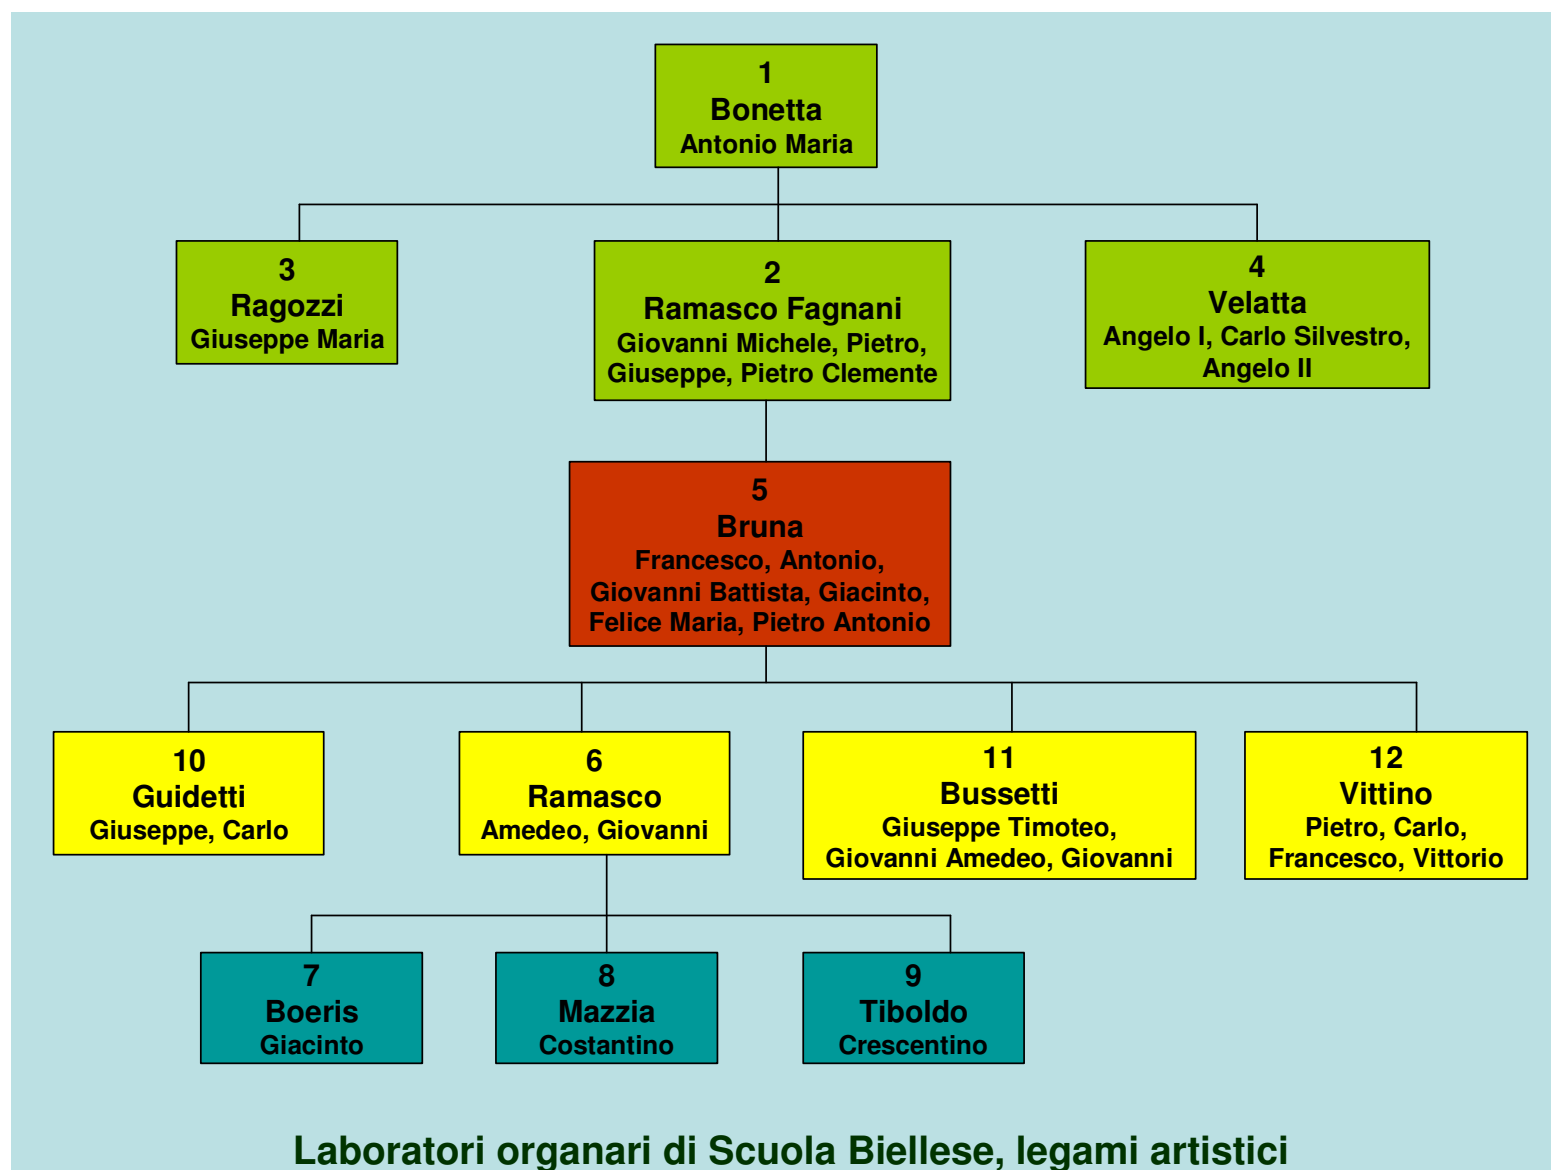 1
Bonetta
Antonio Maria
3
Ragozzi
Giuseppe Maria
2
Ramasco Fagnani
Giovanni Michele, Pietro,
Giuseppe, Pietro Clemente
4
Velatta
Angelo I, Carlo Silvestro,
Angelo II
5
Bruna
Francesco, Antonio,
Giovanni Battista, Giacinto,
Felice Maria, Pietro Antonio
10
Guidetti
Giuseppe, Carlo
6
Ramasco
Amedeo, Giovanni
11
Bussetti
Giuseppe Timoteo,
Giovanni Amedeo, Giovanni
12
Vittino
Pietro, Carlo,
Francesco, Vittorio
7
Boeris
Giacinto
8
Mazzia
Costantino
9
Tiboldo
Crescentino
Laboratori organari di Scuola Biellese, legami artistici